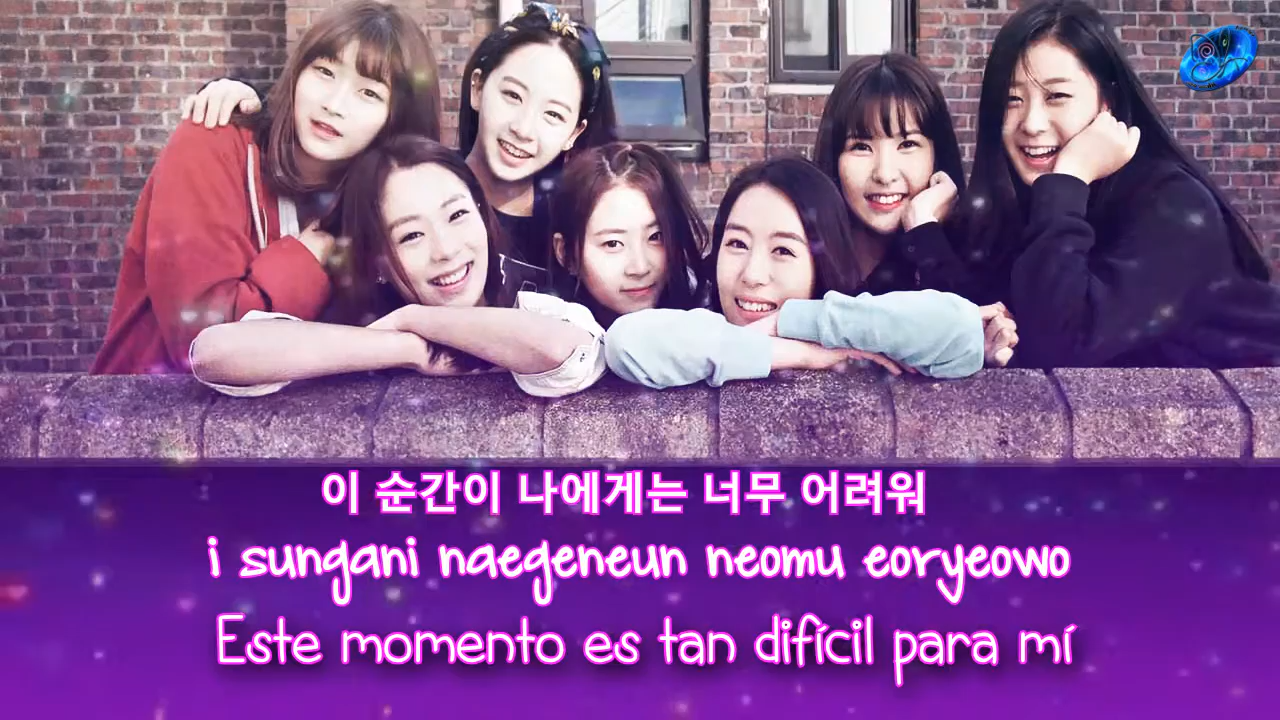 이 순간이 나에게는 너무 어려워
i sungani naegeneun neomu eoryeowo
Este momento es tan difícil para mí